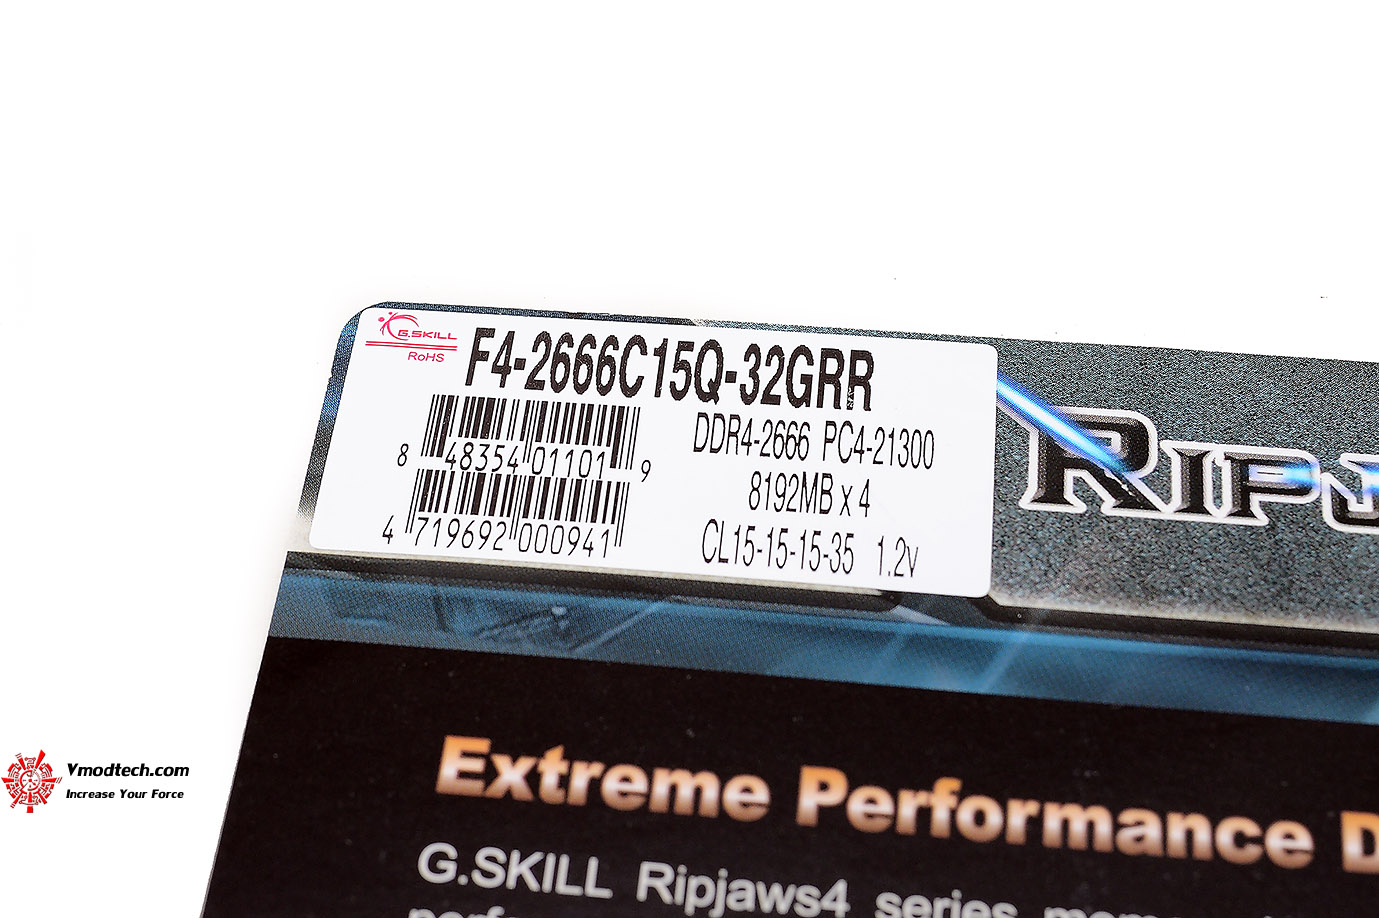 G.SKILL
RoHS
F4-2666C15Q-32GRR
DDR4-2666 PC4-21300
8192MB x 4
CL15-15-15-35 1.2v
8 48354 01101 9
4 719692 000941
RIPJ
Extreme Performance D
G.SKILL Ripjaws4 series
Vmodtech.com
Increase Your Force